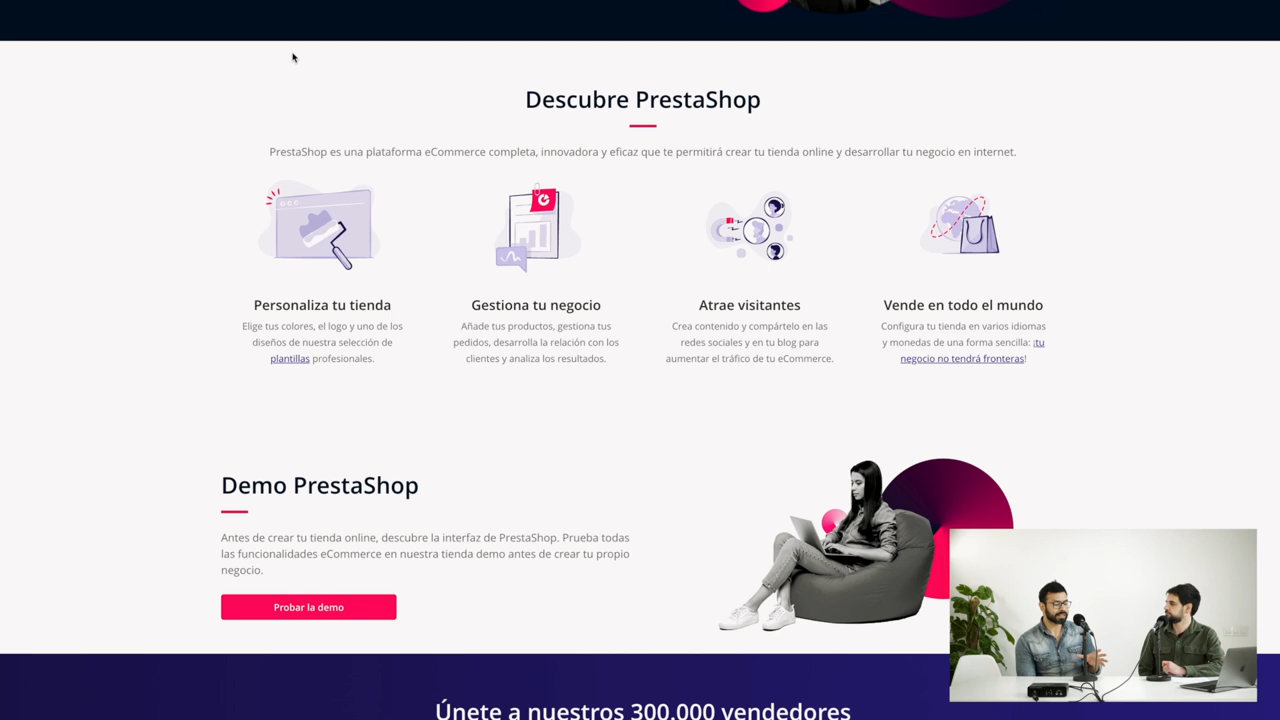 Descubre PrestaShop
PrestaShop es una plataforma eCommerce completa, innovadora y eficaz que te permitirá crear tu tienda online y desarrollar tu negocio en internet.
Personaliza tu tienda
Elige tus colores, el logo y uno de los
diseños de nuestra selección de
plantillas profesionales.
Gestiona tu negocio
Añade tus productos, gestiona tus
pedidos, desarrolla la relación con los
clientes y analiza los resultados.
Atrae visitantes
Crea contenido y compártelo en las
redes sociales y en tu blog para
aumentar el tráfico de tu eCommerce.
Vende en todo el mundo
Configura tu tienda en varios idiomas
y monedas de una forma sencilla: ¡tu
negocio no tendrá fronteras!
Demo PrestaShop
Antes de crear tu tienda online, descubre la interfaz de PrestaShop. Prueba todas
las funcionalidades eCommerce en nuestra tienda demo antes de crear tu propio
negocio.
Probar la demo
Únete a nuestros 300.000 vendedores